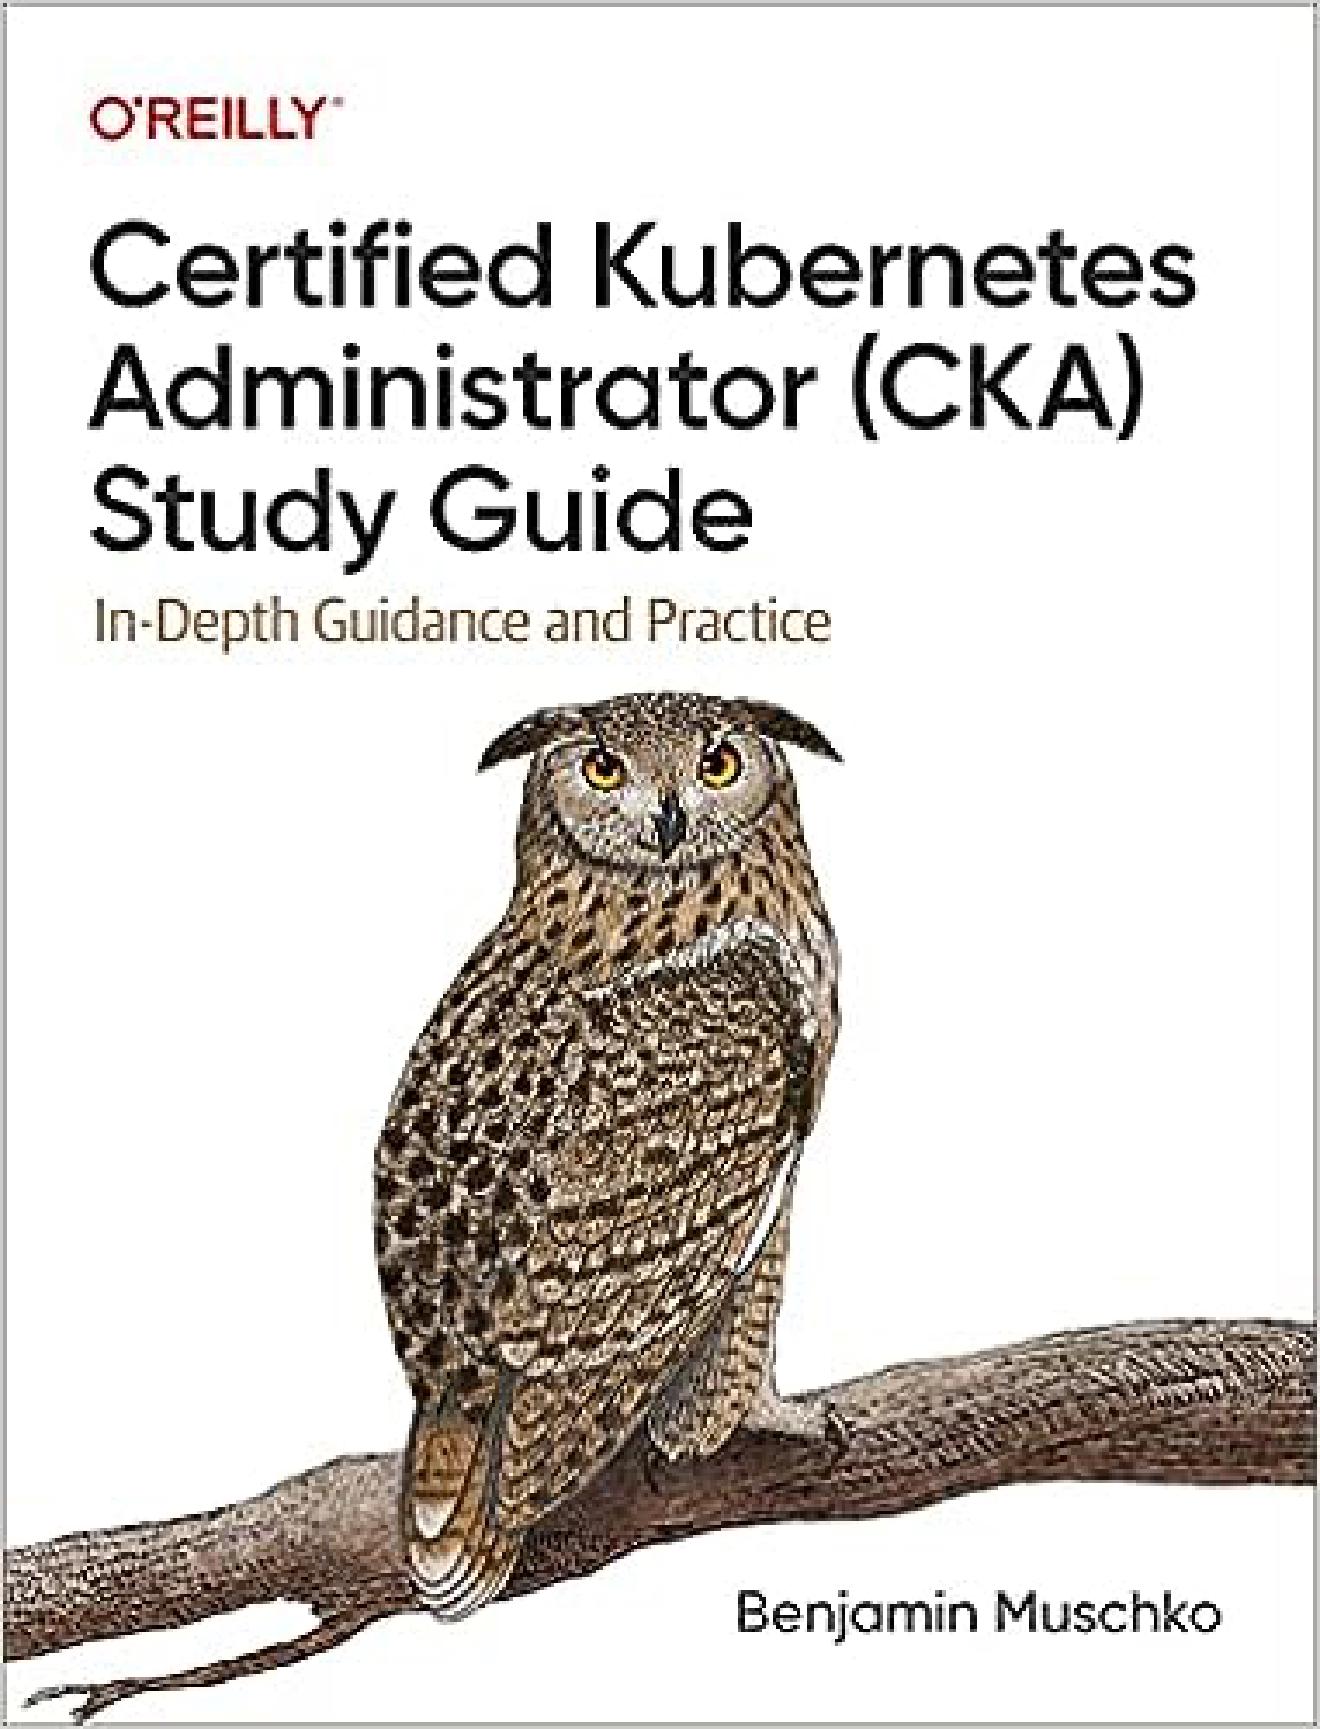 O'REILLY®
Certified Kubernetes
Administrator (CKA)
Study Guide
In-Depth Guidance and Practice
Benjamin Muschko